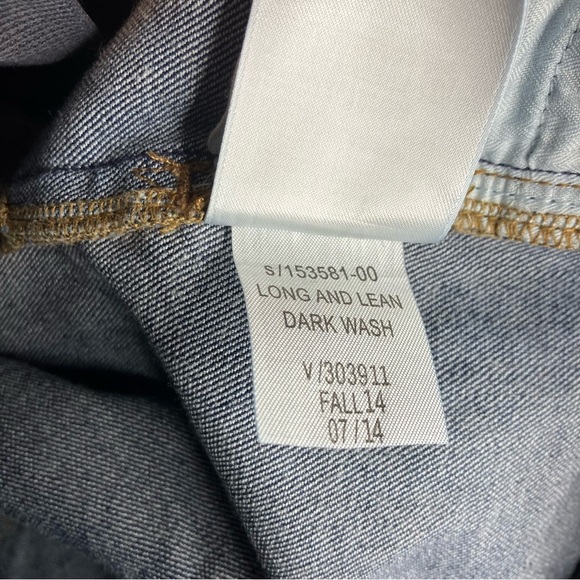 S/153581-00
LONG AND LEAN
DARK WASH
V/303911
FALL14
07/14